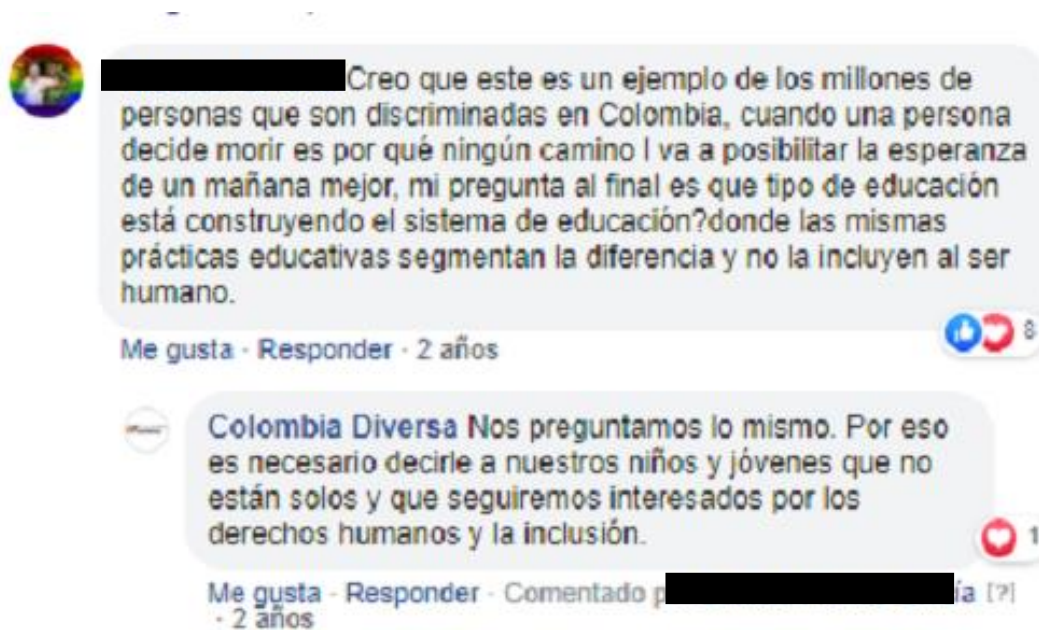 Creo que este es un ejemplo de los millones de
personas que son discriminadas en Colombia, cuando una persona
decide morir es por qué ningún camino l va a posibilitar la esperanza
de un mañana mejor, mi pregunta al final es que tipo de educación
está construyendo el sistema de educación?donde las mismas
prácticas educativas segmentan la diferencia y no la incluyen al ser
humano.
8
Me gusta · Responder · 2 años
Colombia Diversa Nos preguntamos lo mismo. Por eso
es necesario decirle a nuestros niños y jóvenes que no
están solos y que seguiremos interesados por los
derechos humanos y la inclusión.
1
Me gusta · Responder · Comentado p ía [?]
· 2 años